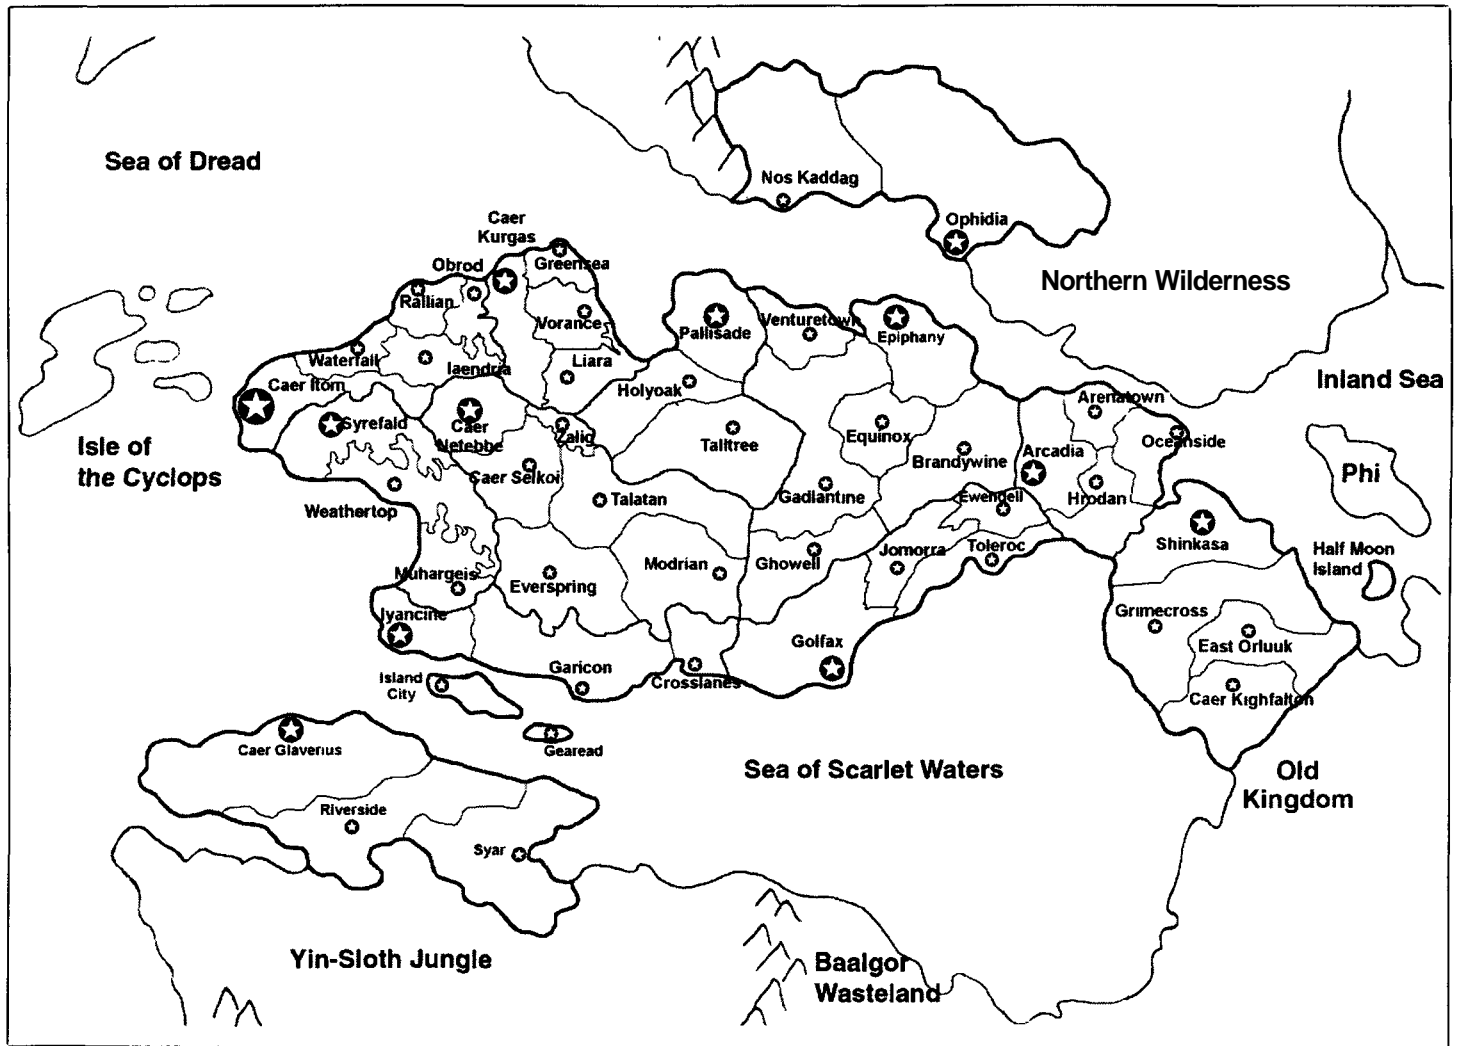 Sea of Dread
Nos Kaddag
Ophidia
Northern Wilderness
Caer
Kurgas
Obrod
Greensea
Rallian
Vorance
Pallisade
Venturetown
Epiphany
Waterfall
Iaendria
Liara
Inland Sea
Caer Itom
Holyoak
Arenatown
Syrefald
Caer
Netebbe
Zalig
Talltree
Equinox
Brandywine
Arcadia
Oceanside
Isle of
the Cyclops
Caer Selkoi
Phi
Weathertop
Talatan
Gadiantine
Ewendell
Hrodan
Shinkasa
Half Moon
Island
Muhargeis
Everspring
Modrian
Ghowell
Jomorra
Toleroc
Iyancine
Grimecross
East Orluuk
Golfax
Island
City
Garicon
Crosslanes
Caer Kighfalton
Caer Glaverius
Gearead
Sea of Scarlet Waters
Old
Kingdom
Riverside
Syar
Yin-Sloth Jungle
Baalgor
Wasteland